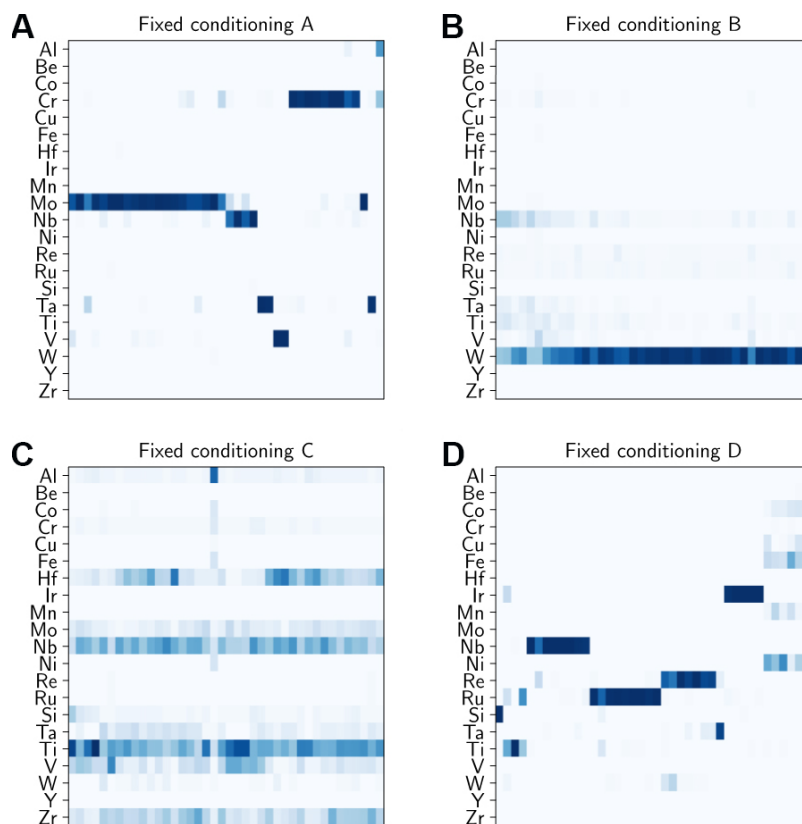 A
Fixed conditioning A
Al
Be
Co
Cr
Cu
Fe
Hf
Ir
Mn
Mo
Nb
Ni
Re
Ru
Si
Ta
Ti
V
W
Y
Zr
B
Fixed conditioning B
Al
Be
Co
Cr
Cu
Fe
Hf
Ir
Mn
Mo
Nb
Ni
Re
Ru
Si
Ta
Ti
V
W
Y
Zr
C
Fixed conditioning C
Al
Be
Co
Cr
Cu
Fe
Hf
Ir
Mn
Mo
Nb
Ni
Re
Ru
Si
Ta
Ti
V
W
Y
Zr
D
Fixed conditioning D
Al
Be
Co
Cr
Cu
Fe
Hf
Ir
Mn
Mo
Nb
Ni
Re
Ru
Si
Ta
Ti
V
W
Y
Zr